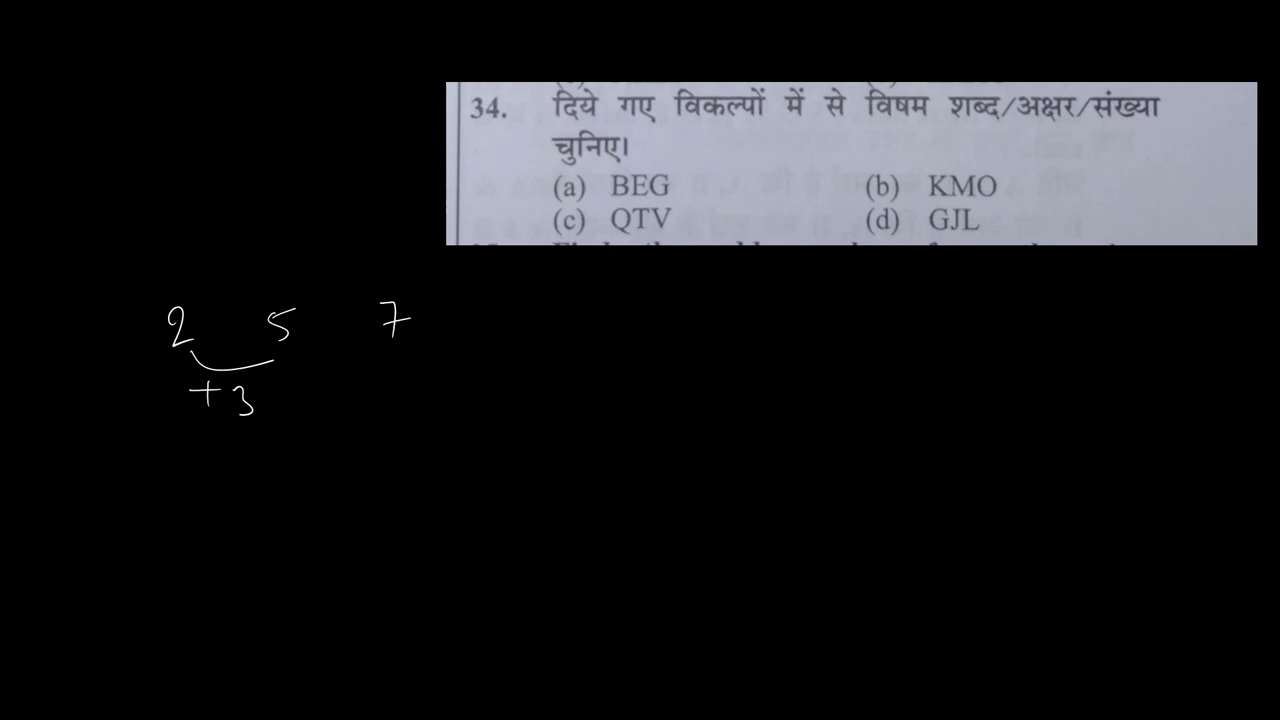 34. दिये गए विकल्पों में से विषम शब्द/अक्षर/संख्या
चुनिए।
(a) BEG (b) KMO
(c) QTV (d) GJL
2 5 7
+3